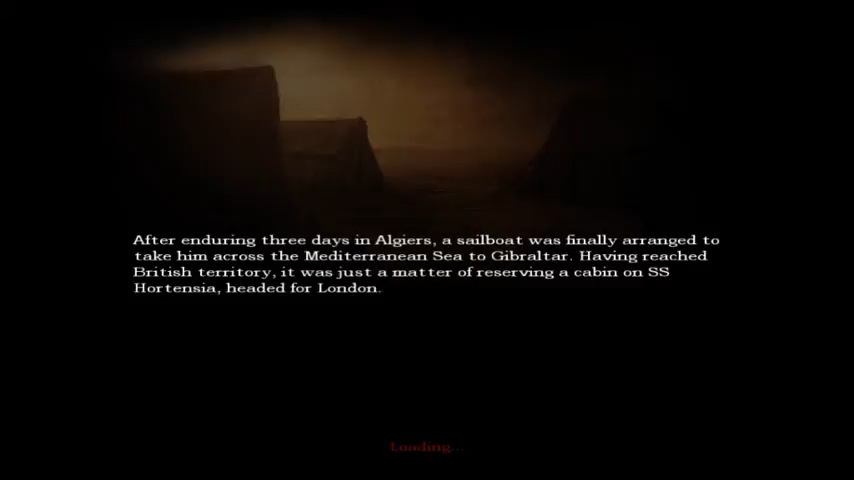 After enduring three days in Algiers, a sailboat was finally arranged to
take him across the Mediterranean Sea to Gibraltar. Having reached
British territory, it was just a matter of reserving a cabin on SS
Hortensia, headed for London.
Loading...